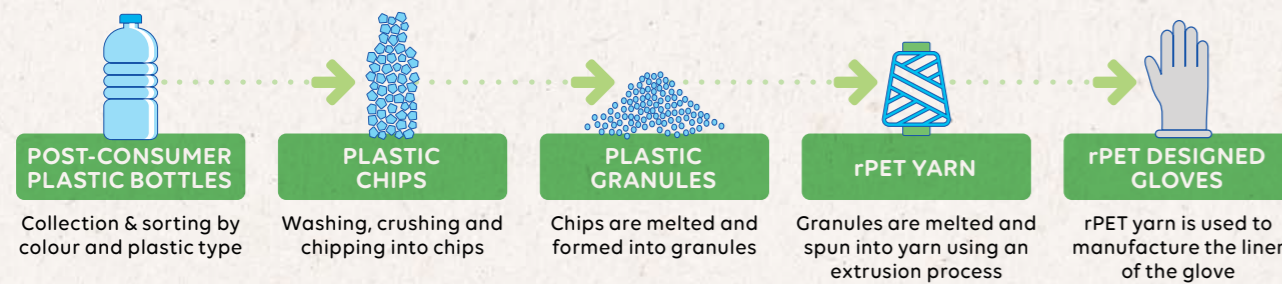 POST-CONSUMER
PLASTIC BOTTLES
Collection & sorting by
colour and plastic type
PLASTIC
CHIPS
Washing, crushing and
chipping into chips
PLASTIC
GRANULES
Chips are melted and
formed into granules
rPET YARN
Granules are melted and
spun into yarn using an
extrusion process
rPET DESIGNED
GLOVES
rPET yarn is used to
manufacture the liner
of the glove